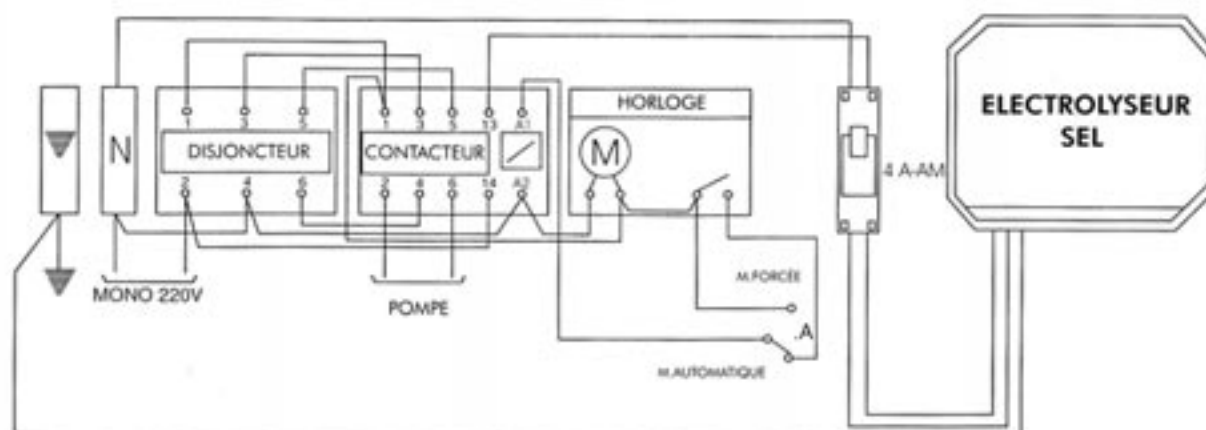 HORLOGE
ELECTROLYSEUR
SEL
N
1 3 5
DISJONCTEUR
2 4 6
1 3 5 13 A1
CONTACTEUR
2 4 6 14 A2
M
4 A-AM
MONO 220V
POMPE
M.FORCÉE
.A
M.AUTOMATIQUE